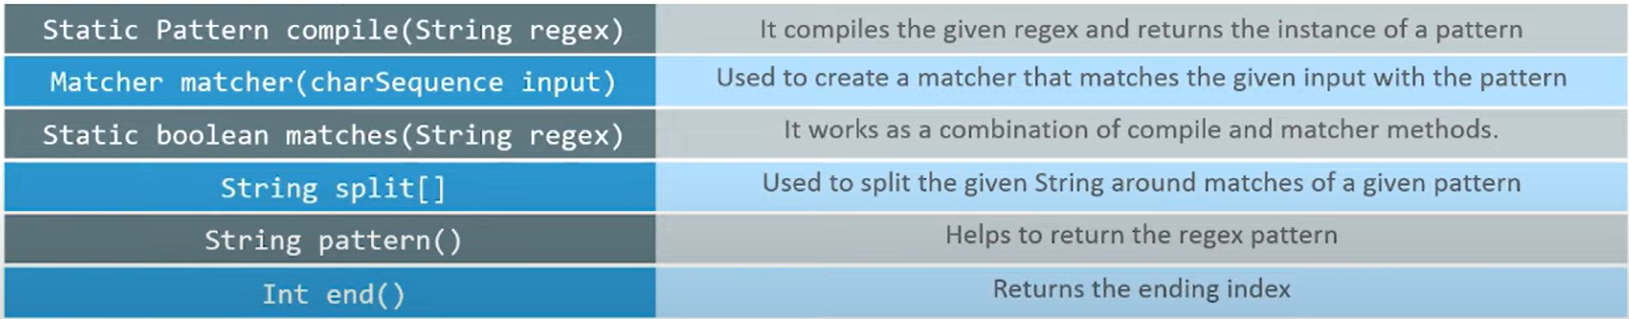 Static Pattern compile(String regex) It compiles the given regex and returns the instance of a pattern
Matcher matcher(charSequence input) Used to create a matcher that matches the given input with the pattern
Static boolean matches(String regex) It works as a combination of compile and matcher methods.
String split[] Used to split the given String around matches of a given pattern
String pattern() Helps to return the regex pattern
Int end() Returns the ending index